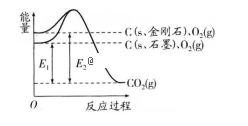 能量
C(s、金刚石)、O₂(g)
C(s、石墨)、O₂(g)
E₁
E₂@
CO₂(g)
O
反应过程